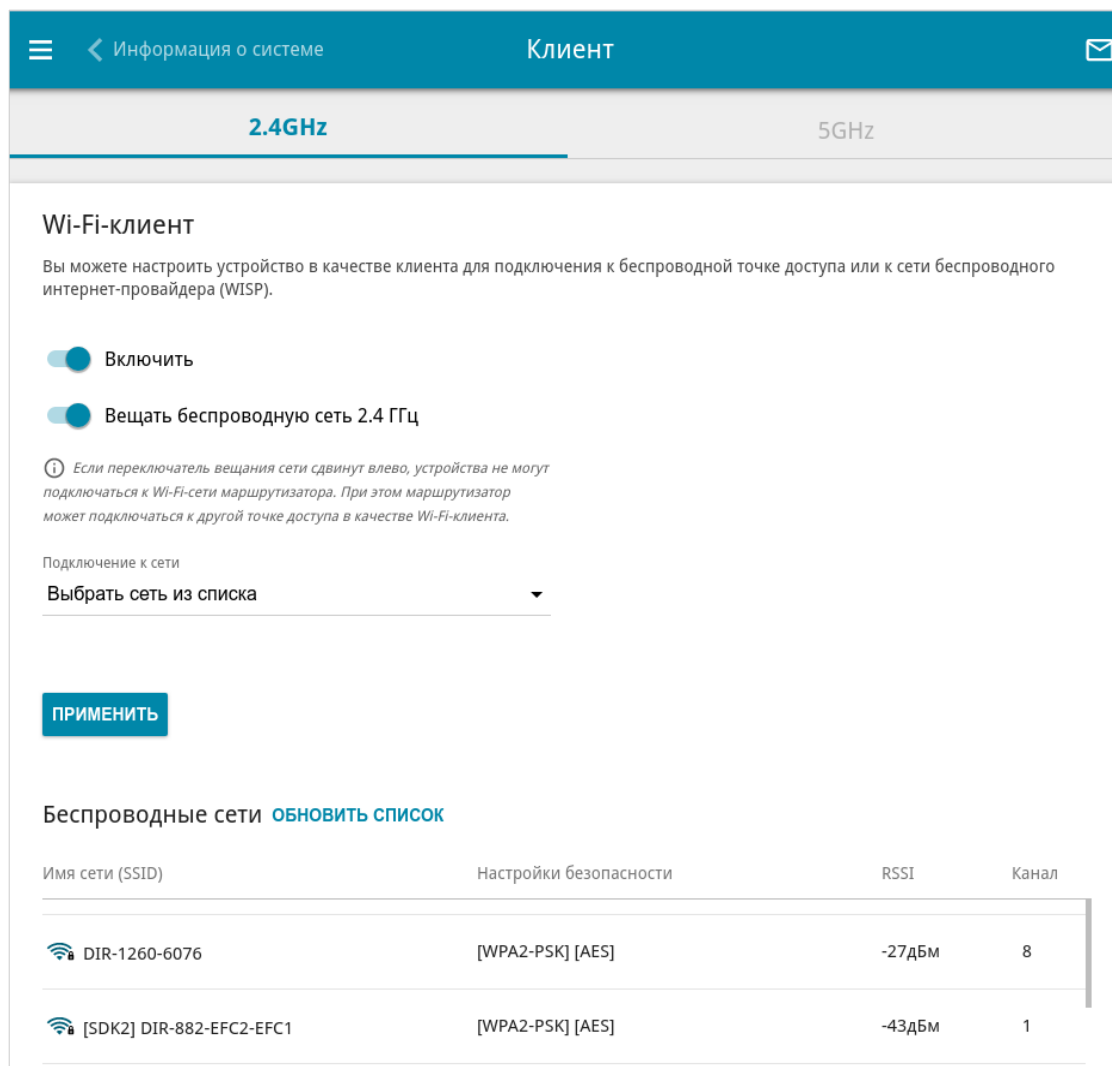 Информация о системе
Клиент
2.4GHz
5GHz
Wi-Fi-клиент
Вы можете настроить устройство в качестве клиента для подключения к беспроводной точке доступа или к сети беспроводного
интернет-провайдера (WISP).
Включить
Вещать беспроводную сеть 2.4 ГГц
Если переключатель вещания сети сдвинут влево, устройства не могут
подключаться к Wi-Fi-сети маршрутизатора. При этом маршрутизатор
может подключаться к другой точке доступа в качестве Wi-Fi-клиента.
Подключение к сети
Выбрать сеть из списка
ПРИМЕНИТЬ
Беспроводные сети ОБНОВИТЬ СПИСОК
Имя сети (SSID) Настройки безопасности RSSI Канал
DIR-1260-6076 [WPA2-PSK] [AES] -27дБм 8
[SDK2] DIR-882-EFC2-EFC1 [WPA2-PSK] [AES] -43дБм 1